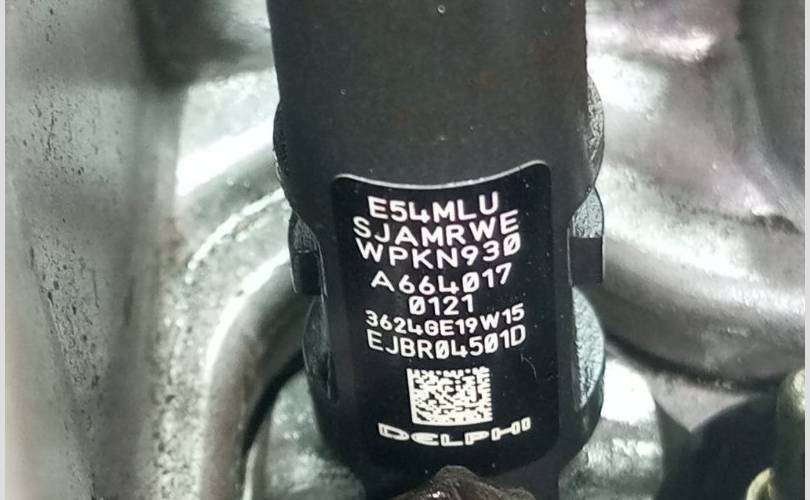 E54MLU
SJAMRWE
WPKN930
A664017
0121
3624GE19W15
EJBR04501D
DELPHI